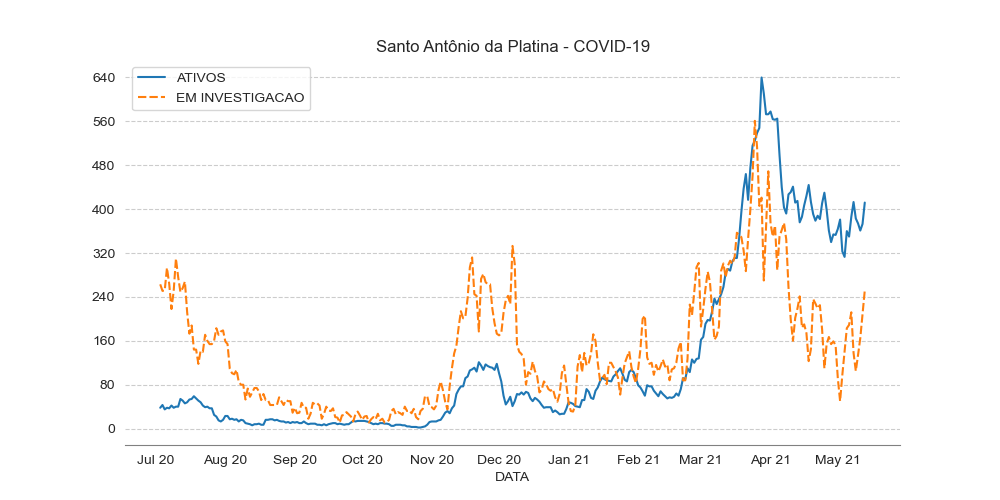 Santo Antônio da Platina - COVID-19
ATIVOS
EM INVESTIGACAO
640
560
480
400
320
240
160
80
0
Jul 20 Aug 20 Sep 20 Oct 20 Nov 20 Dec 20 Jan 21 Feb 21 Mar 21 Apr 21 May 21
DATA